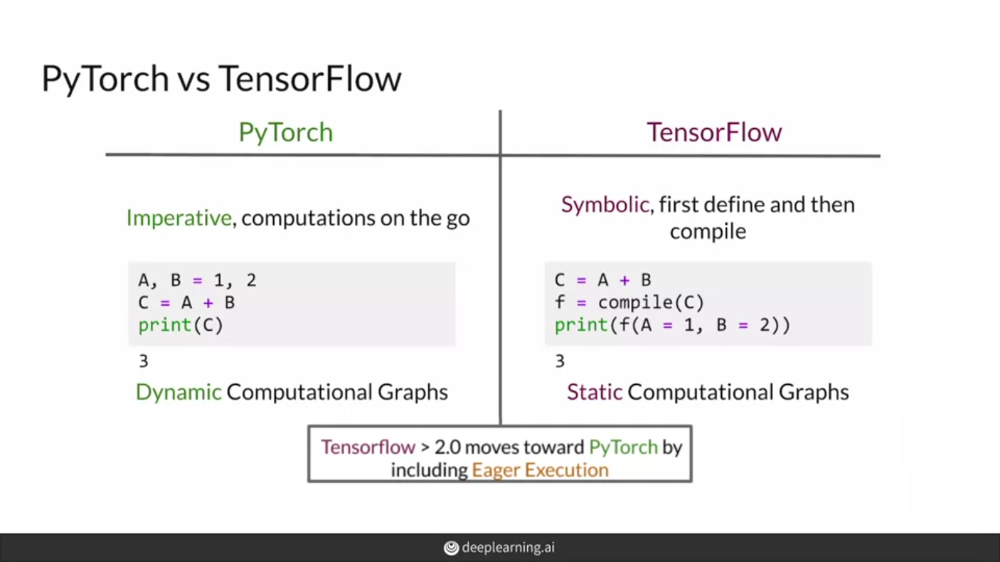 PyTorch vs TensorFlow
PyTorch
TensorFlow
Imperative, computations on the go
Symbolic, first define and then
compile
A, B = 1, 2
C = A + B
print(C)
3
Dynamic Computational Graphs
C = A + B
f = compile(C)
print(f(A = 1, B = 2))
3
Static Computational Graphs
Tensorflow > 2.0 moves toward PyTorch by
including Eager Execution
deeplearning.ai